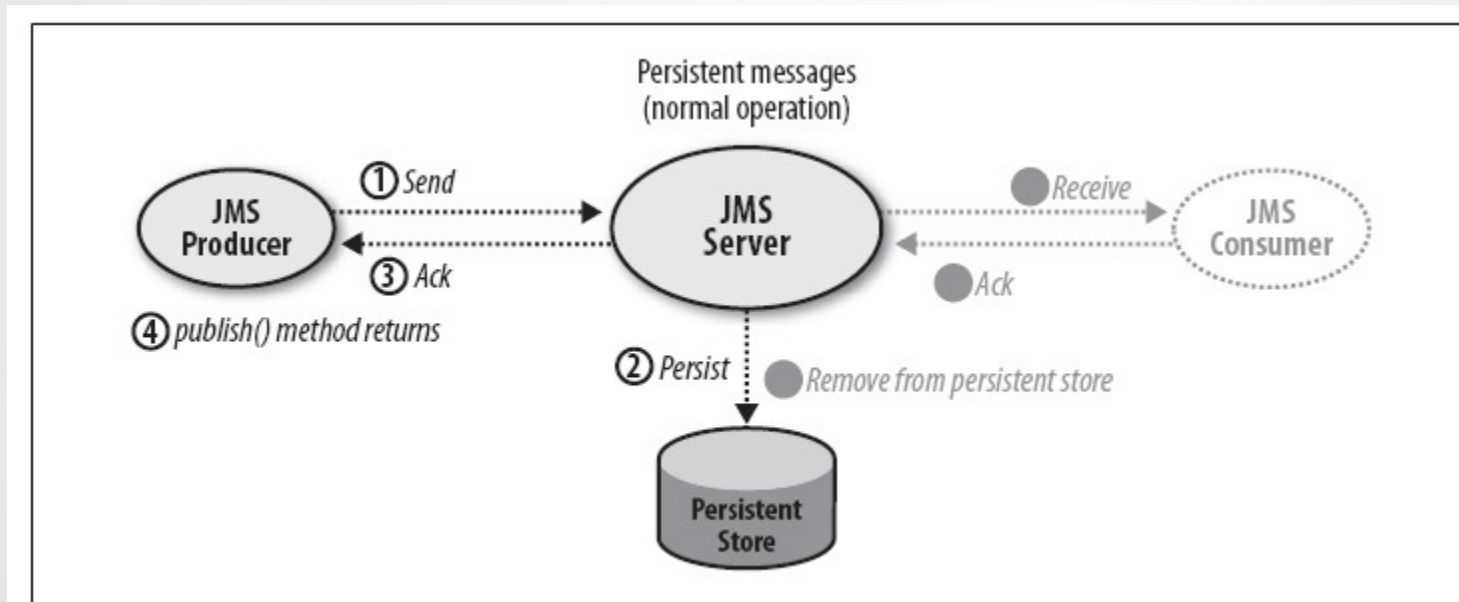 Persistent messages
(normal operation)
① Send
JMS
Producer
③ Ack
④ publish() method returns
JMS
Server
Receive
Ack
JMS
Consumer
② Persist
Remove from persistent store
Persistent
Store